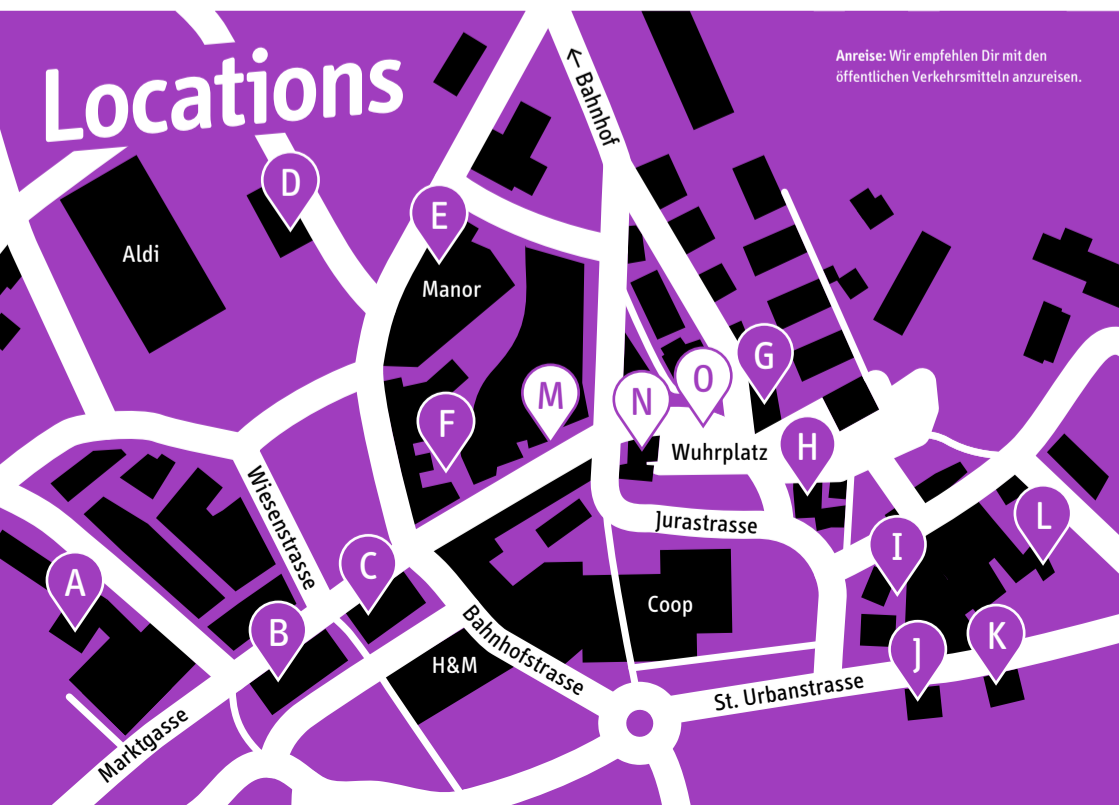 Locations
Anreise: Wir empfehlen Dir mit den
öffentlichen Verkehrsmitteln anzureisen.
← Bahnhof
D
E
Aldi
Manor
G
O
M
N
F
H
Wuhrplatz
Wiesenstrasse
Jurastrasse
L
I
C
A
Coop
B
K
J
Bahnhofstrasse
H&M
St. Urbanstrasse
Marktgasse